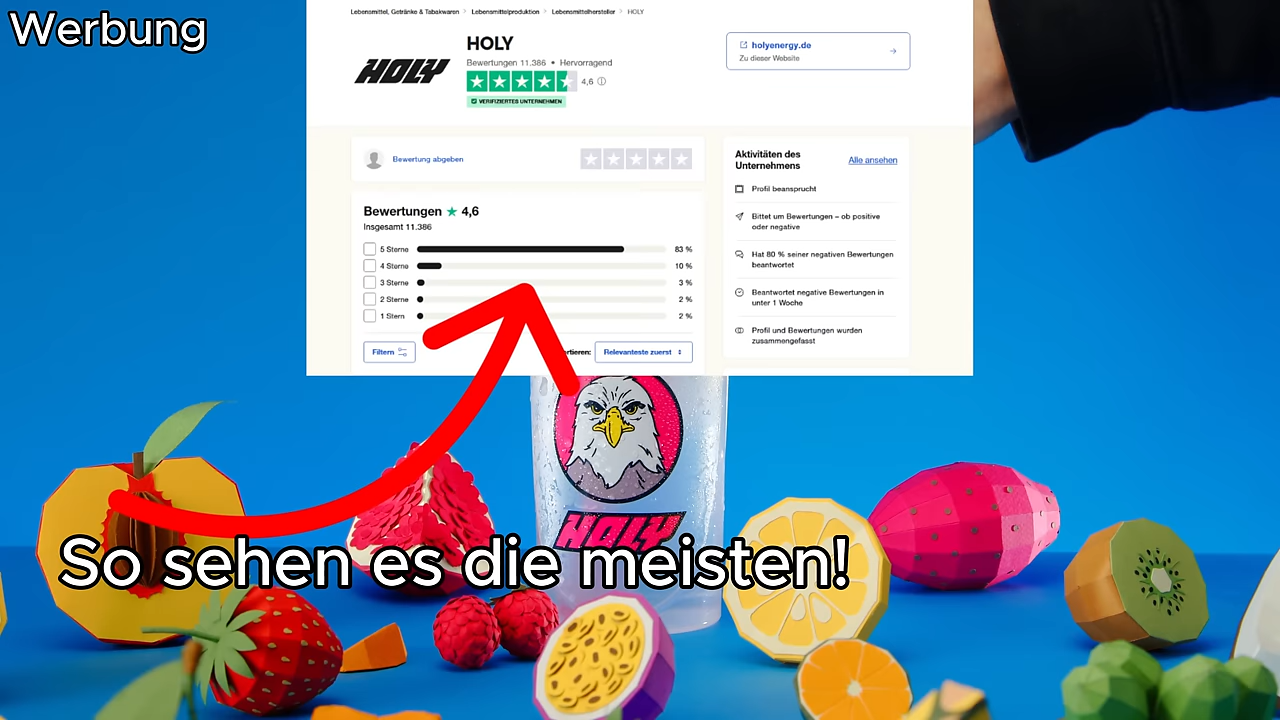 Werbung
Lebensmittel, Getränke & Tabakwaren > Lebensmittelproduktion > Lebensmittelhersteller > HOLY
HOLY
HOLY
Bewertungen 11.386 • Hervorragend
4,6
VERIFIZIERTES UNTERNEHMEN
holyenergy.de
Zu dieser Website
Bewertung abgeben
Bewertungen ★ 4,6
Insgesamt 11.386
5 Sterne 83 %
4 Sterne 10 %
3 Sterne 3 %
2 Sterne 2 %
1 Stern 2 %
Filtern
Relevanteste zuerst
Aktivitäten des
Unternehmens
Alle ansehen
Profil beansprucht
Bittet um Bewertungen – ob positive
oder negative
Hat 80 % seiner negativen Bewertungen
beantwortet
Beantwortet negative Bewertungen in
unter 1 Woche
Profil und Bewertungen wurden
zusammengefasst
HOLY
So sehen es die meisten!